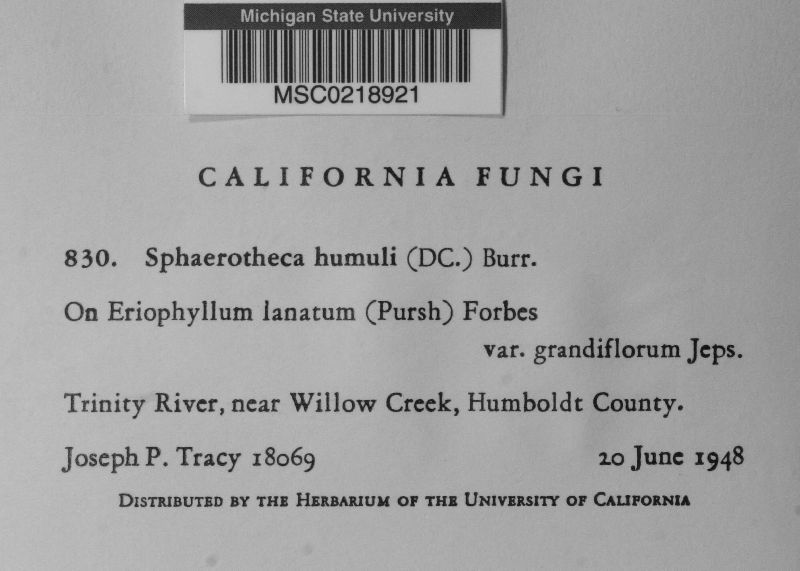 Michigan State University
MSC0218921
CALIFORNIA FUNGI
830. Sphaerotheca humuli (DC.) Burr.
On Eriophyllum lanatum (Pursh) Forbes
var. grandiflorum Jeps.
Trinity River, near Willow Creek, Humboldt County.
Joseph P. Tracy 18069 20 June 1948
Distributed by the Herbarium of the University of California